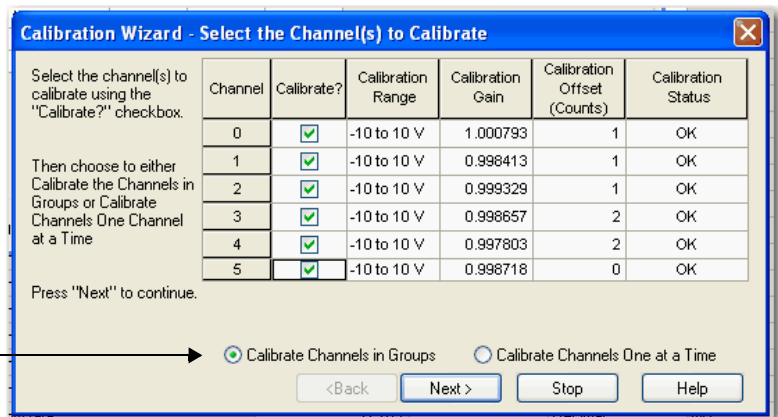 Calibration Wizard - Select the Channel(s) to Calibrate
Select the channel(s) to
calibrate using the
"Calibrate?" checkbox.
Then choose to either
Calibrate the Channels in
Groups or Calibrate
Channels One Channel
at a Time
Press "Next" to continue.
Channel Calibrate? Calibration Range Calibration Gain Calibration Offset (Counts) Calibration Status
0 -10 to 10 V 1.000793 1 OK
1 -10 to 10 V 0.998413 1 OK
2 -10 to 10 V 0.999329 1 OK
3 -10 to 10 V 0.998657 2 OK
4 -10 to 10 V 0.997803 2 OK
5 -10 to 10 V 0.998718 0 OK
Calibrate Channels in Groups Calibrate Channels One at a Time
<Back Next > Stop Help